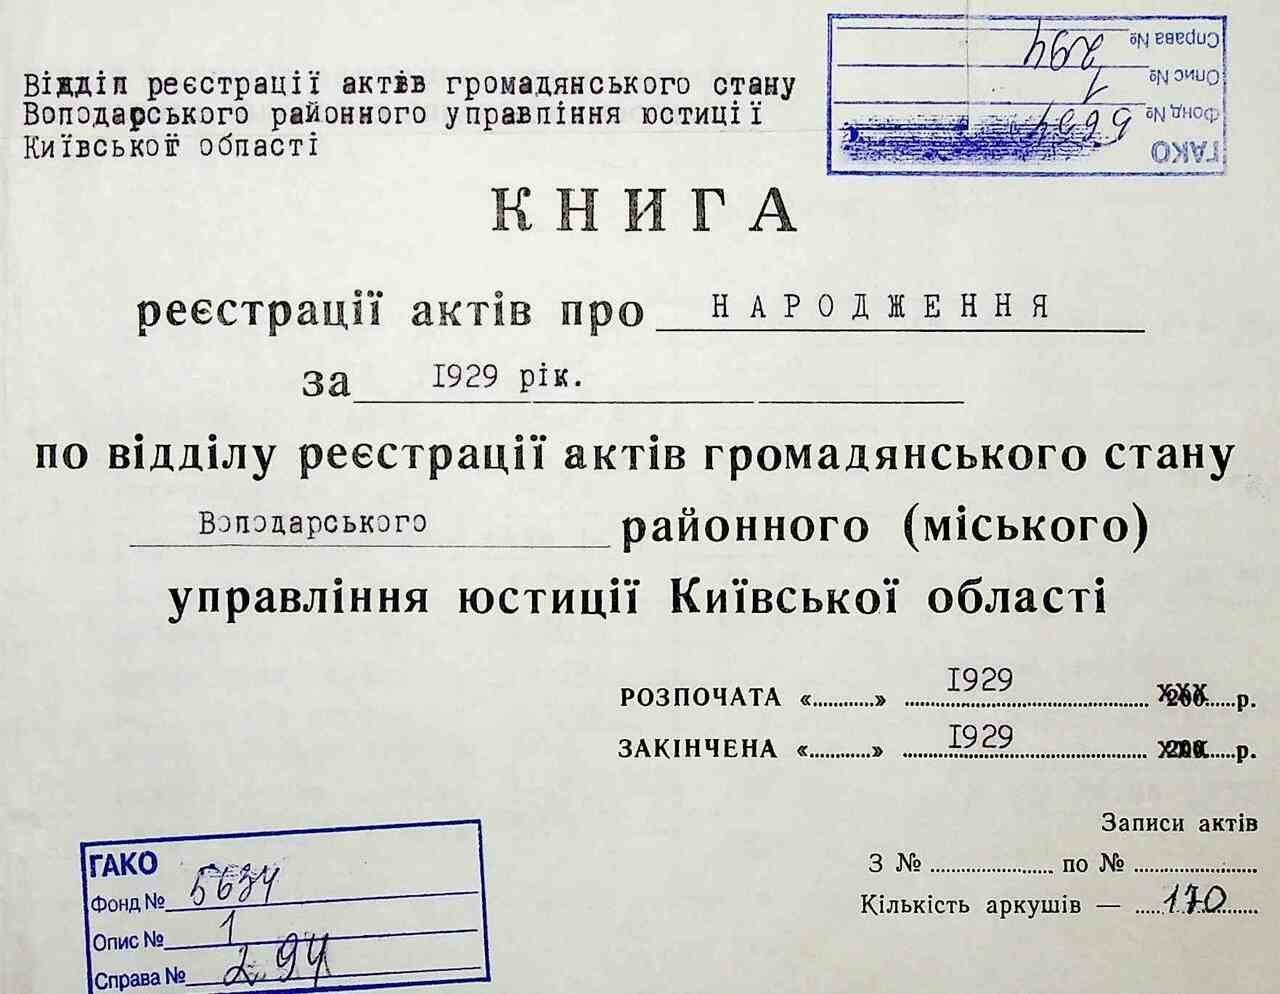 Відділ реєстрації актів громадянського стану
Володарського районного управління юстиції
Київської області
Справа № 294
Опис № 1
Фонд № 5634
ГАКО
КНИГА
реєстрації актів про НАРОДЖЕННЯ
за 1929 рік.
по відділу реєстрації актів громадянського стану
Володарського районного (міського)
управління юстиції Київської області
РОЗПОЧАТА «...........» 1929 200.....р.
ЗАКІНЧЕНА «...........» 1929 200.....р.
Записи актів
З № ..................... по № .....................
Кількість аркушів — 170
ГАКО
Фонд № 5634
Опис № 1
Справа № 294